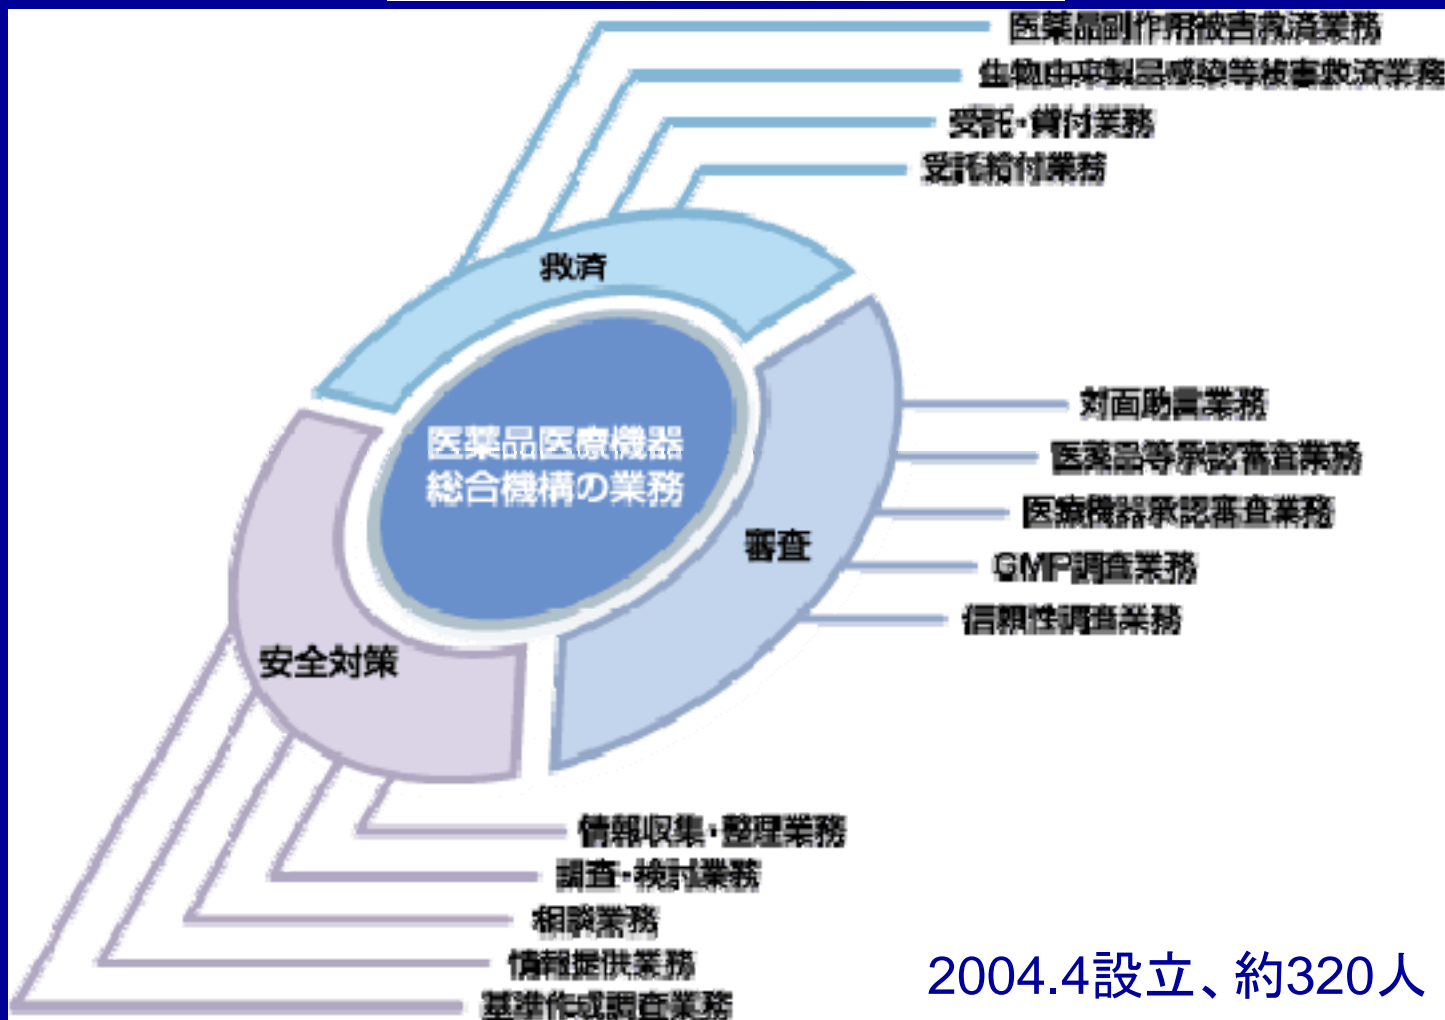 医薬品副作用被害救済業務
生物由来製品感染等被害救済業務
受託・貸付業務
受託給付業務
救済
医薬品医療機器
総合機構の業務
対面助言業務
医薬品等承認審査業務
医療機器承認審査業務
GMP調査業務
信頼性調査業務
審査
安全対策
情報収集・整理業務
調査・検討業務
相談業務
情報提供業務
基準作成調査業務
2004.4設立、約320人